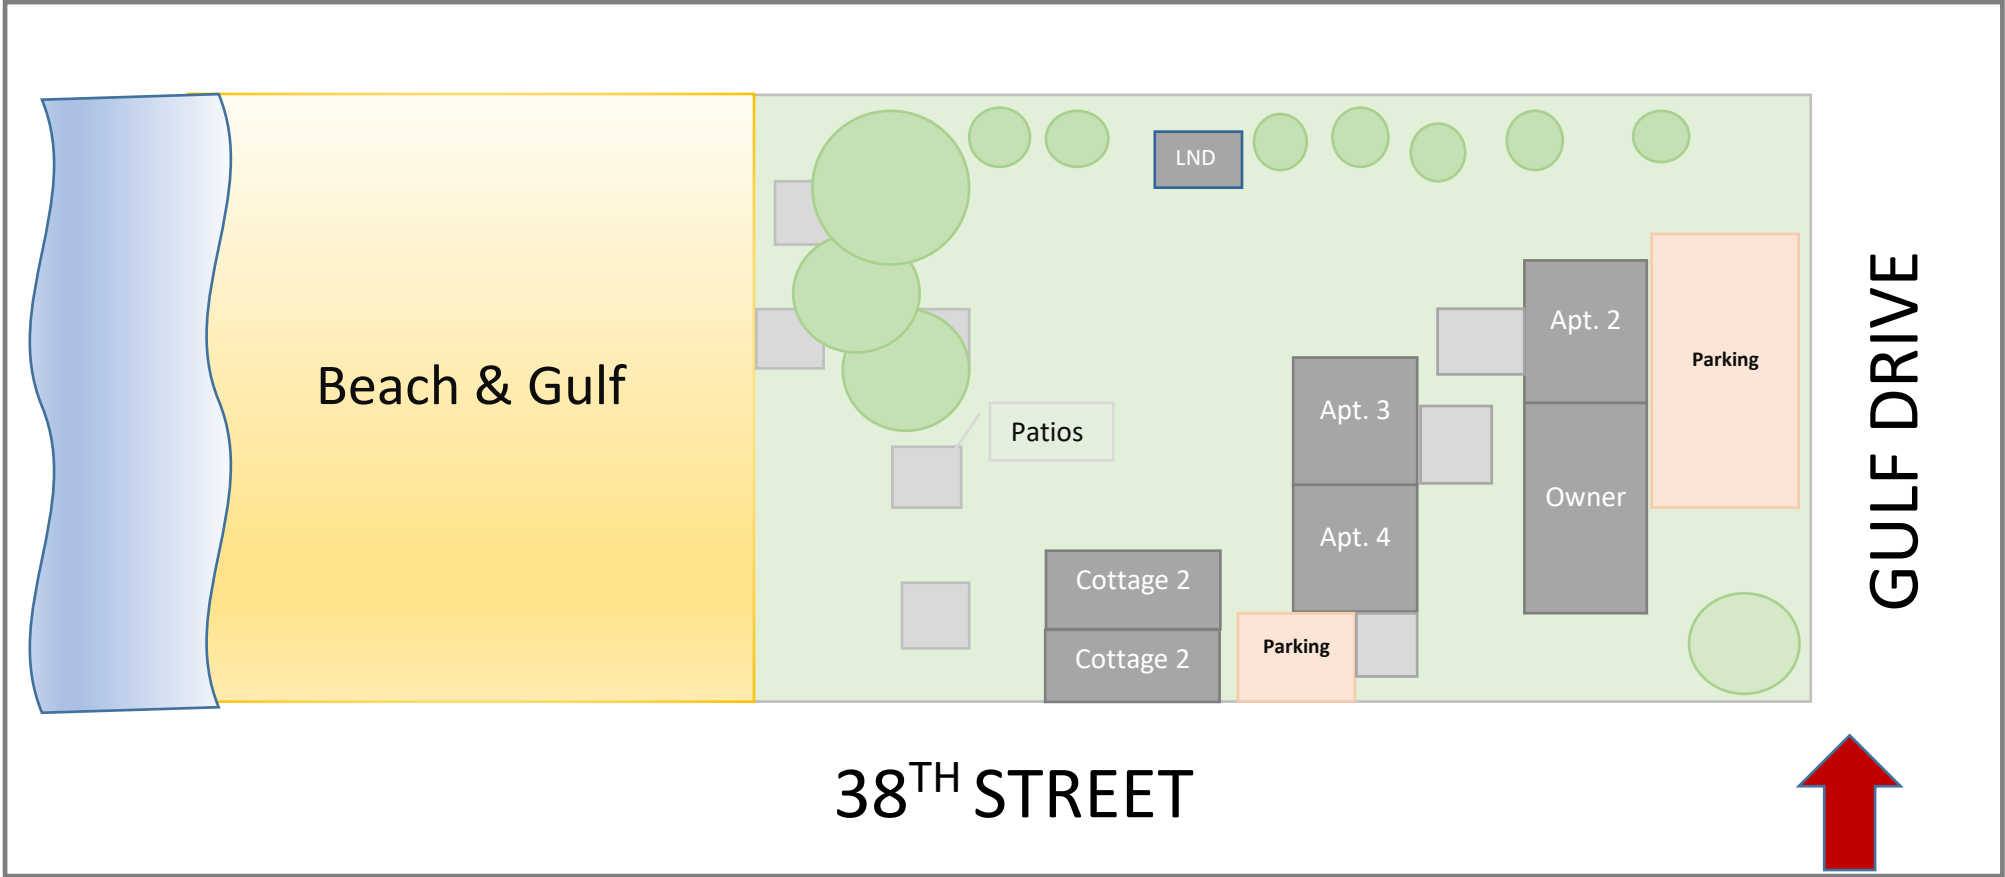 LND
Apt. 2
Parking
Beach & Gulf
Apt. 3
Patios
Owner
Apt. 4
Cottage 2
Cottage 2
Parking
GULF DRIVE
38TH STREET